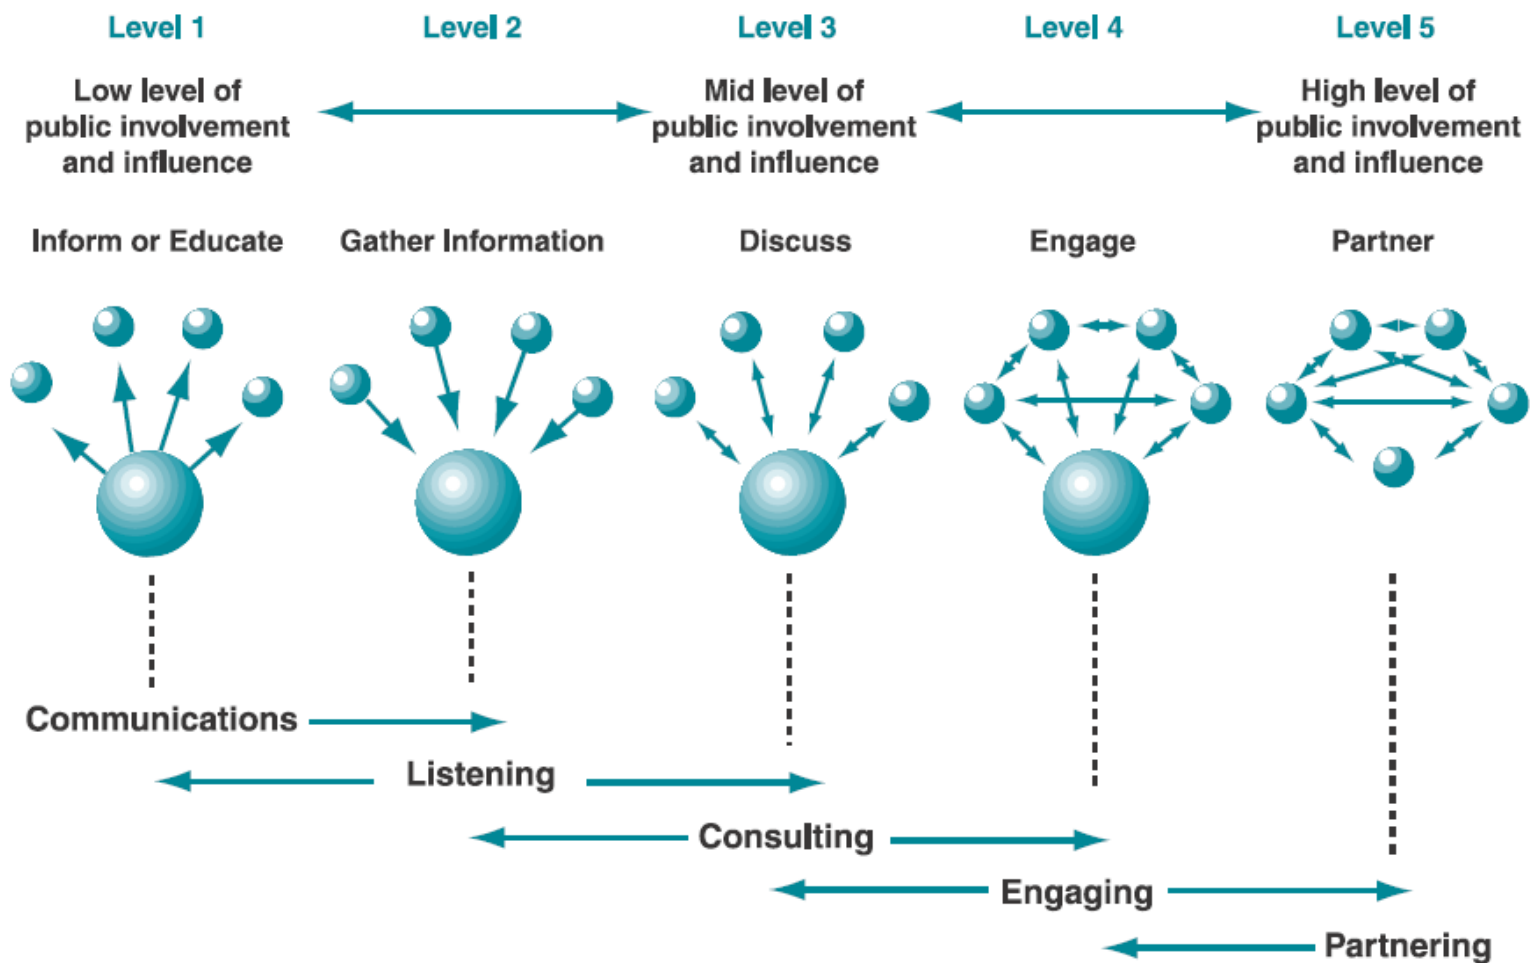 Level 1
Level 2
Level 3
Level 4
Level 5
Low level of
public involvement
and influence
Mid level of
public involvement
and influence
High level of
public involvement
and influence
Inform or Educate
Gather Information
Discuss
Engage
Partner
Communications
Listening
Consulting
Engaging
Partnering